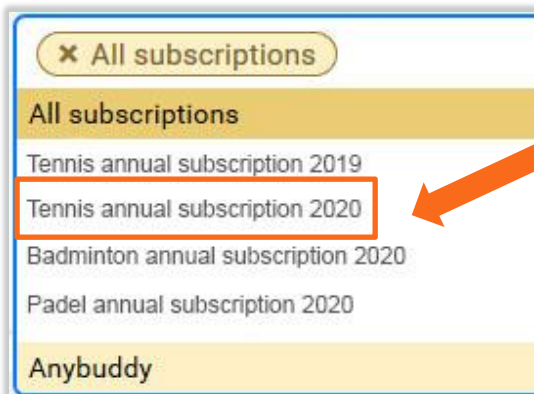 × All subscriptions
All subscriptions
Tennis annual subscription 2019
Tennis annual subscription 2020
Badminton annual subscription 2020
Padel annual subscription 2020
Anybuddy